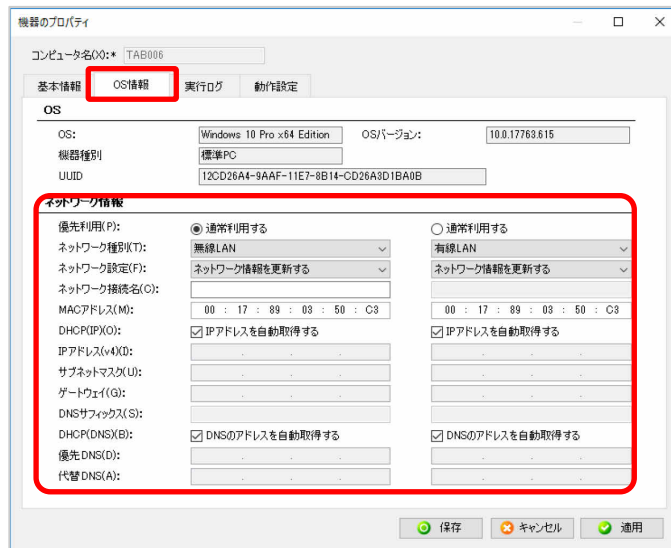 機器のプロパティ
コンピュータ名(X):* TAB006
基本情報 OS情報 実行ログ 動作設定
OS
OS: Windows 10 Pro x64 Edition OSバージョン: 10.0.17763.615
機器種別 標準PC
UUID 12CD26A4-9AAF-11E7-8B14-CD26A3D1BA0B
ネットワーク情報
優先利用(P): 通常利用する 通常利用する
ネットワーク種別(T): 無線LAN 有線LAN
ネットワーク設定(F): ネットワーク情報を更新する ネットワーク情報を更新する
ネットワーク接続名(C):
MACアドレス(M): 00 : 17 : 89 : 03 : 50 : C3 00 : 17 : 89 : 03 : 50 : C3
DHCP(IP)(O): IPアドレスを自動取得する IPアドレスを自動取得する
IPアドレス(v4)(I):
サブネットマスク(U):
ゲートウェイ(G):
DNSサフィックス(S):
DHCP(DNS)(B): DNSのアドレスを自動取得する DNSのアドレスを自動取得する
優先DNS(D):
代替DNS(A):
保存 キャンセル 適用